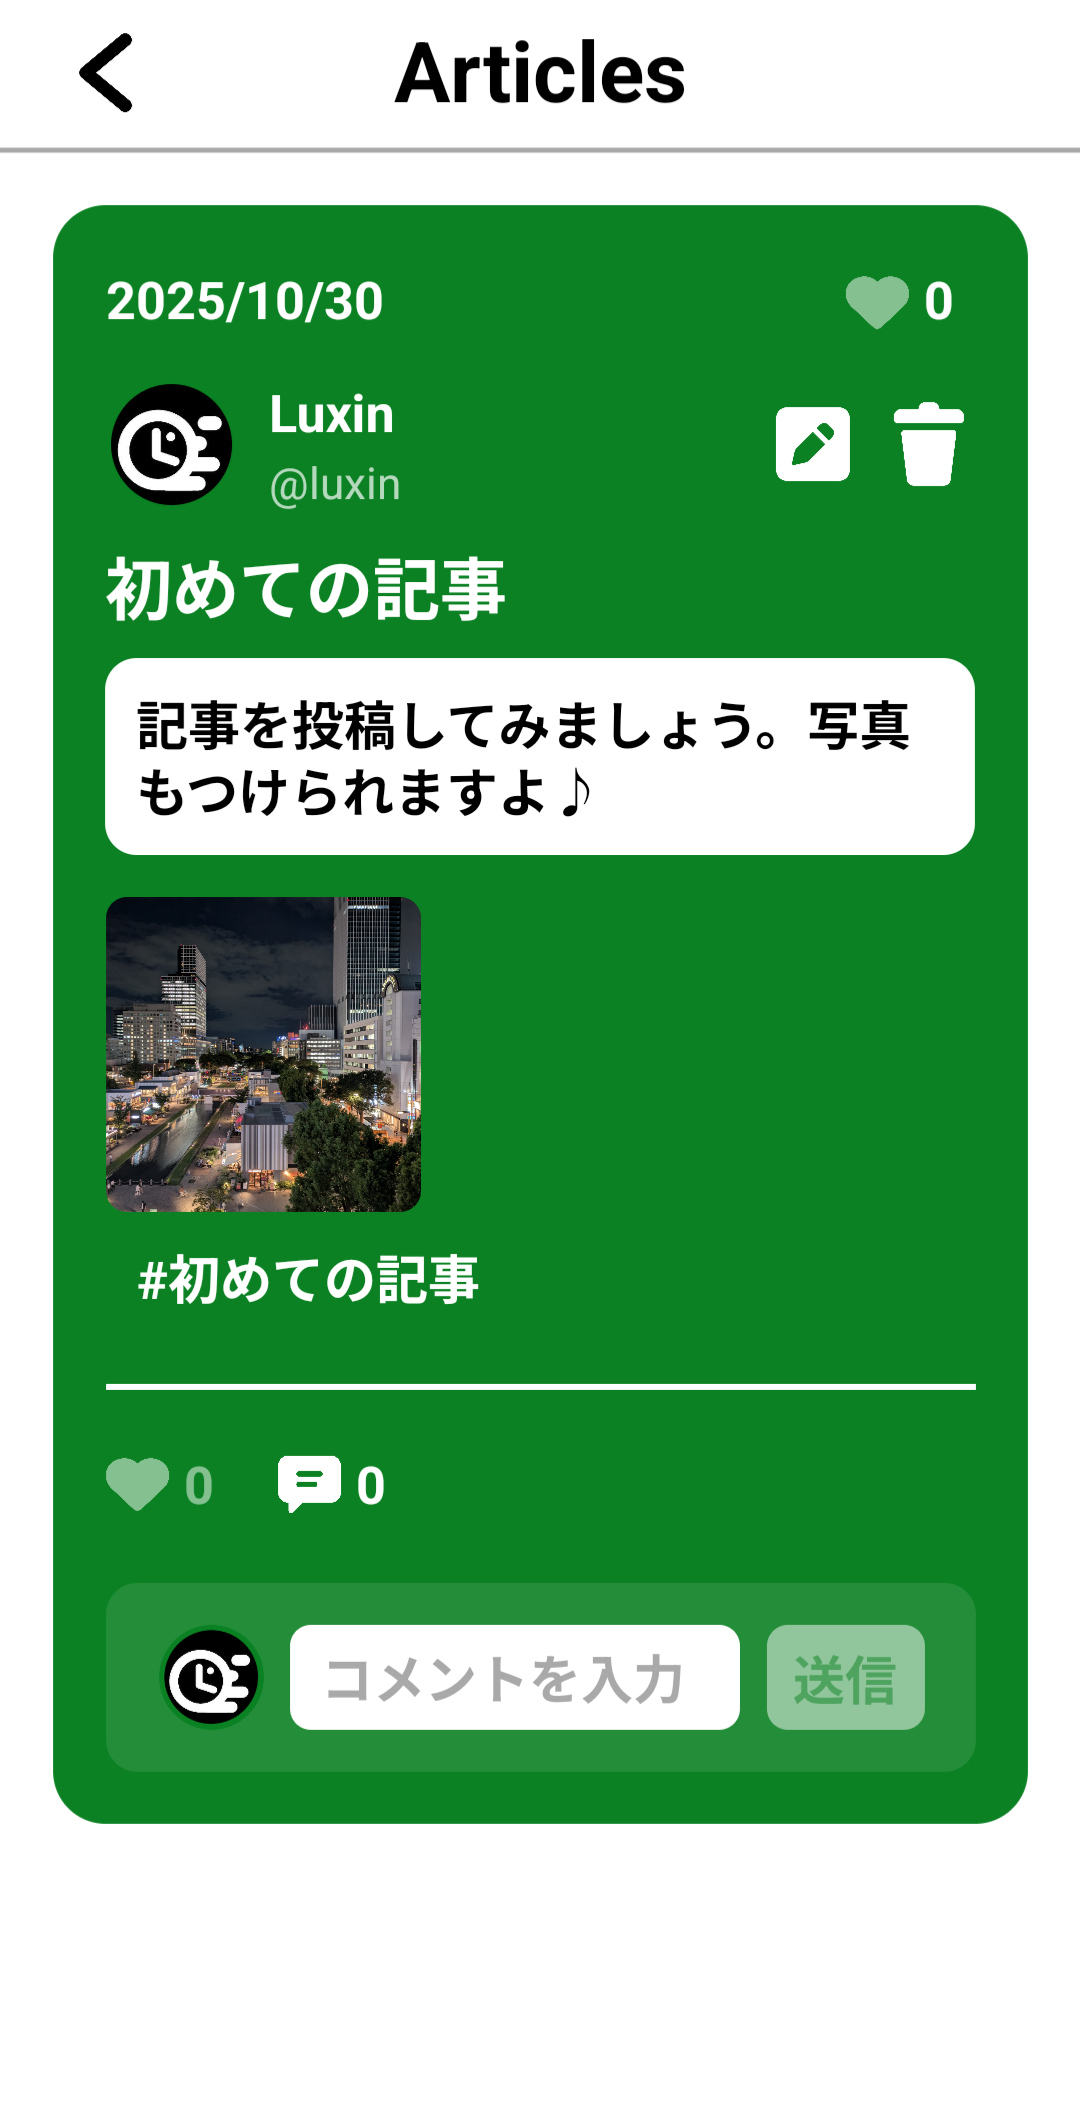 Articles
2025/10/30
0
Luxin
@luxin
初めての記事
記事を投稿してみましょう。写真
もつけられますよ♪
#初めての記事
0 0
コメントを入力 送信